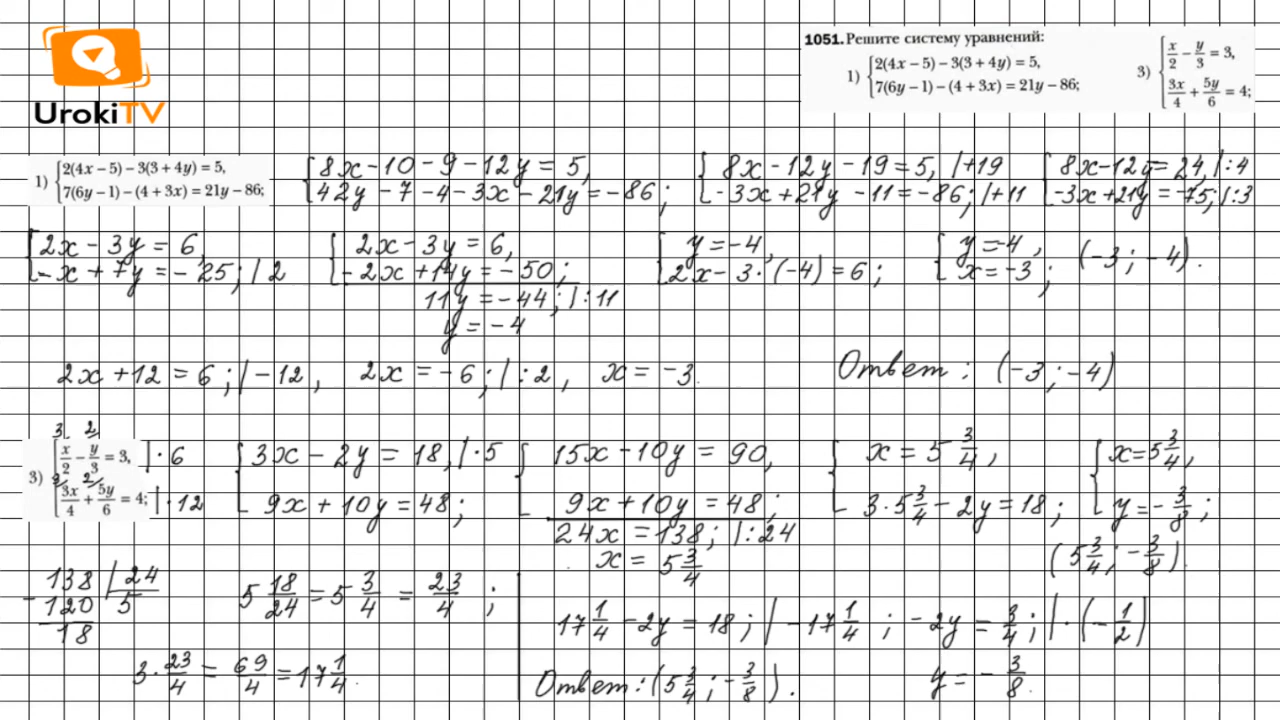 UrokiTV
1051. Решите систему уравнений:
1) {2(4x − 5) − 3(3 + 4y) = 5,
7(6y − 1) − (4 + 3x) = 21y − 86;
3) {x/2 − y/3 = 3,
3x/4 + 5y/6 = 4;
1) {2(4x − 5) − 3(3 + 4y) = 5,
7(6y − 1) − (4 + 3x) = 21y − 86;
{8x − 10 − 9 − 12y = 5,
42y − 7 − 4 − 3x − 21y = −86;
{8x − 12y − 19 = 5, |+19
−3x + 21y − 11 = −86; |+11
{8x − 12y = 24, |:4
−3x + 21y = −75; |:3
{2x − 3y = 6,
−x + 7y = −25; |2
{2x − 3y = 6,
−2x + 14y = −50;
11y = −44; |:11
y = −4
{y = −4,
2x − 3·(−4) = 6;
{y = −4,
x = −3;
(−3; −4).
2x + 12 = 6; |−12, 2x = −6; |:2, x = −3.
Ответ: (−3; −4)
3) {x/2 − y/3 = 3, |·6
3x/4 + 5y/6 = 4; |·12
3 2
3 2
{3x − 2y = 18, |·5
9x + 10y = 48;
{15x − 10y = 90,
9x + 10y = 48;
24x = 138; |:24
x = 5 3/4
{x = 5 3/4,
3·5 3/4 − 2y = 18;
{x = 5 3/4,
y = −3/8;
(5 3/4; −3/8).
138 | 24
− 120 5
18
5 18/24 = 5 3/4 = 23/4;
3 · 23/4 = 69/4 = 17 1/4.
17 1/4 − 2y = 18; |−17 1/4; −2y = 3/4; |·(−1/2)
y = −3/8.
Ответ: (5 3/4; −3/8).